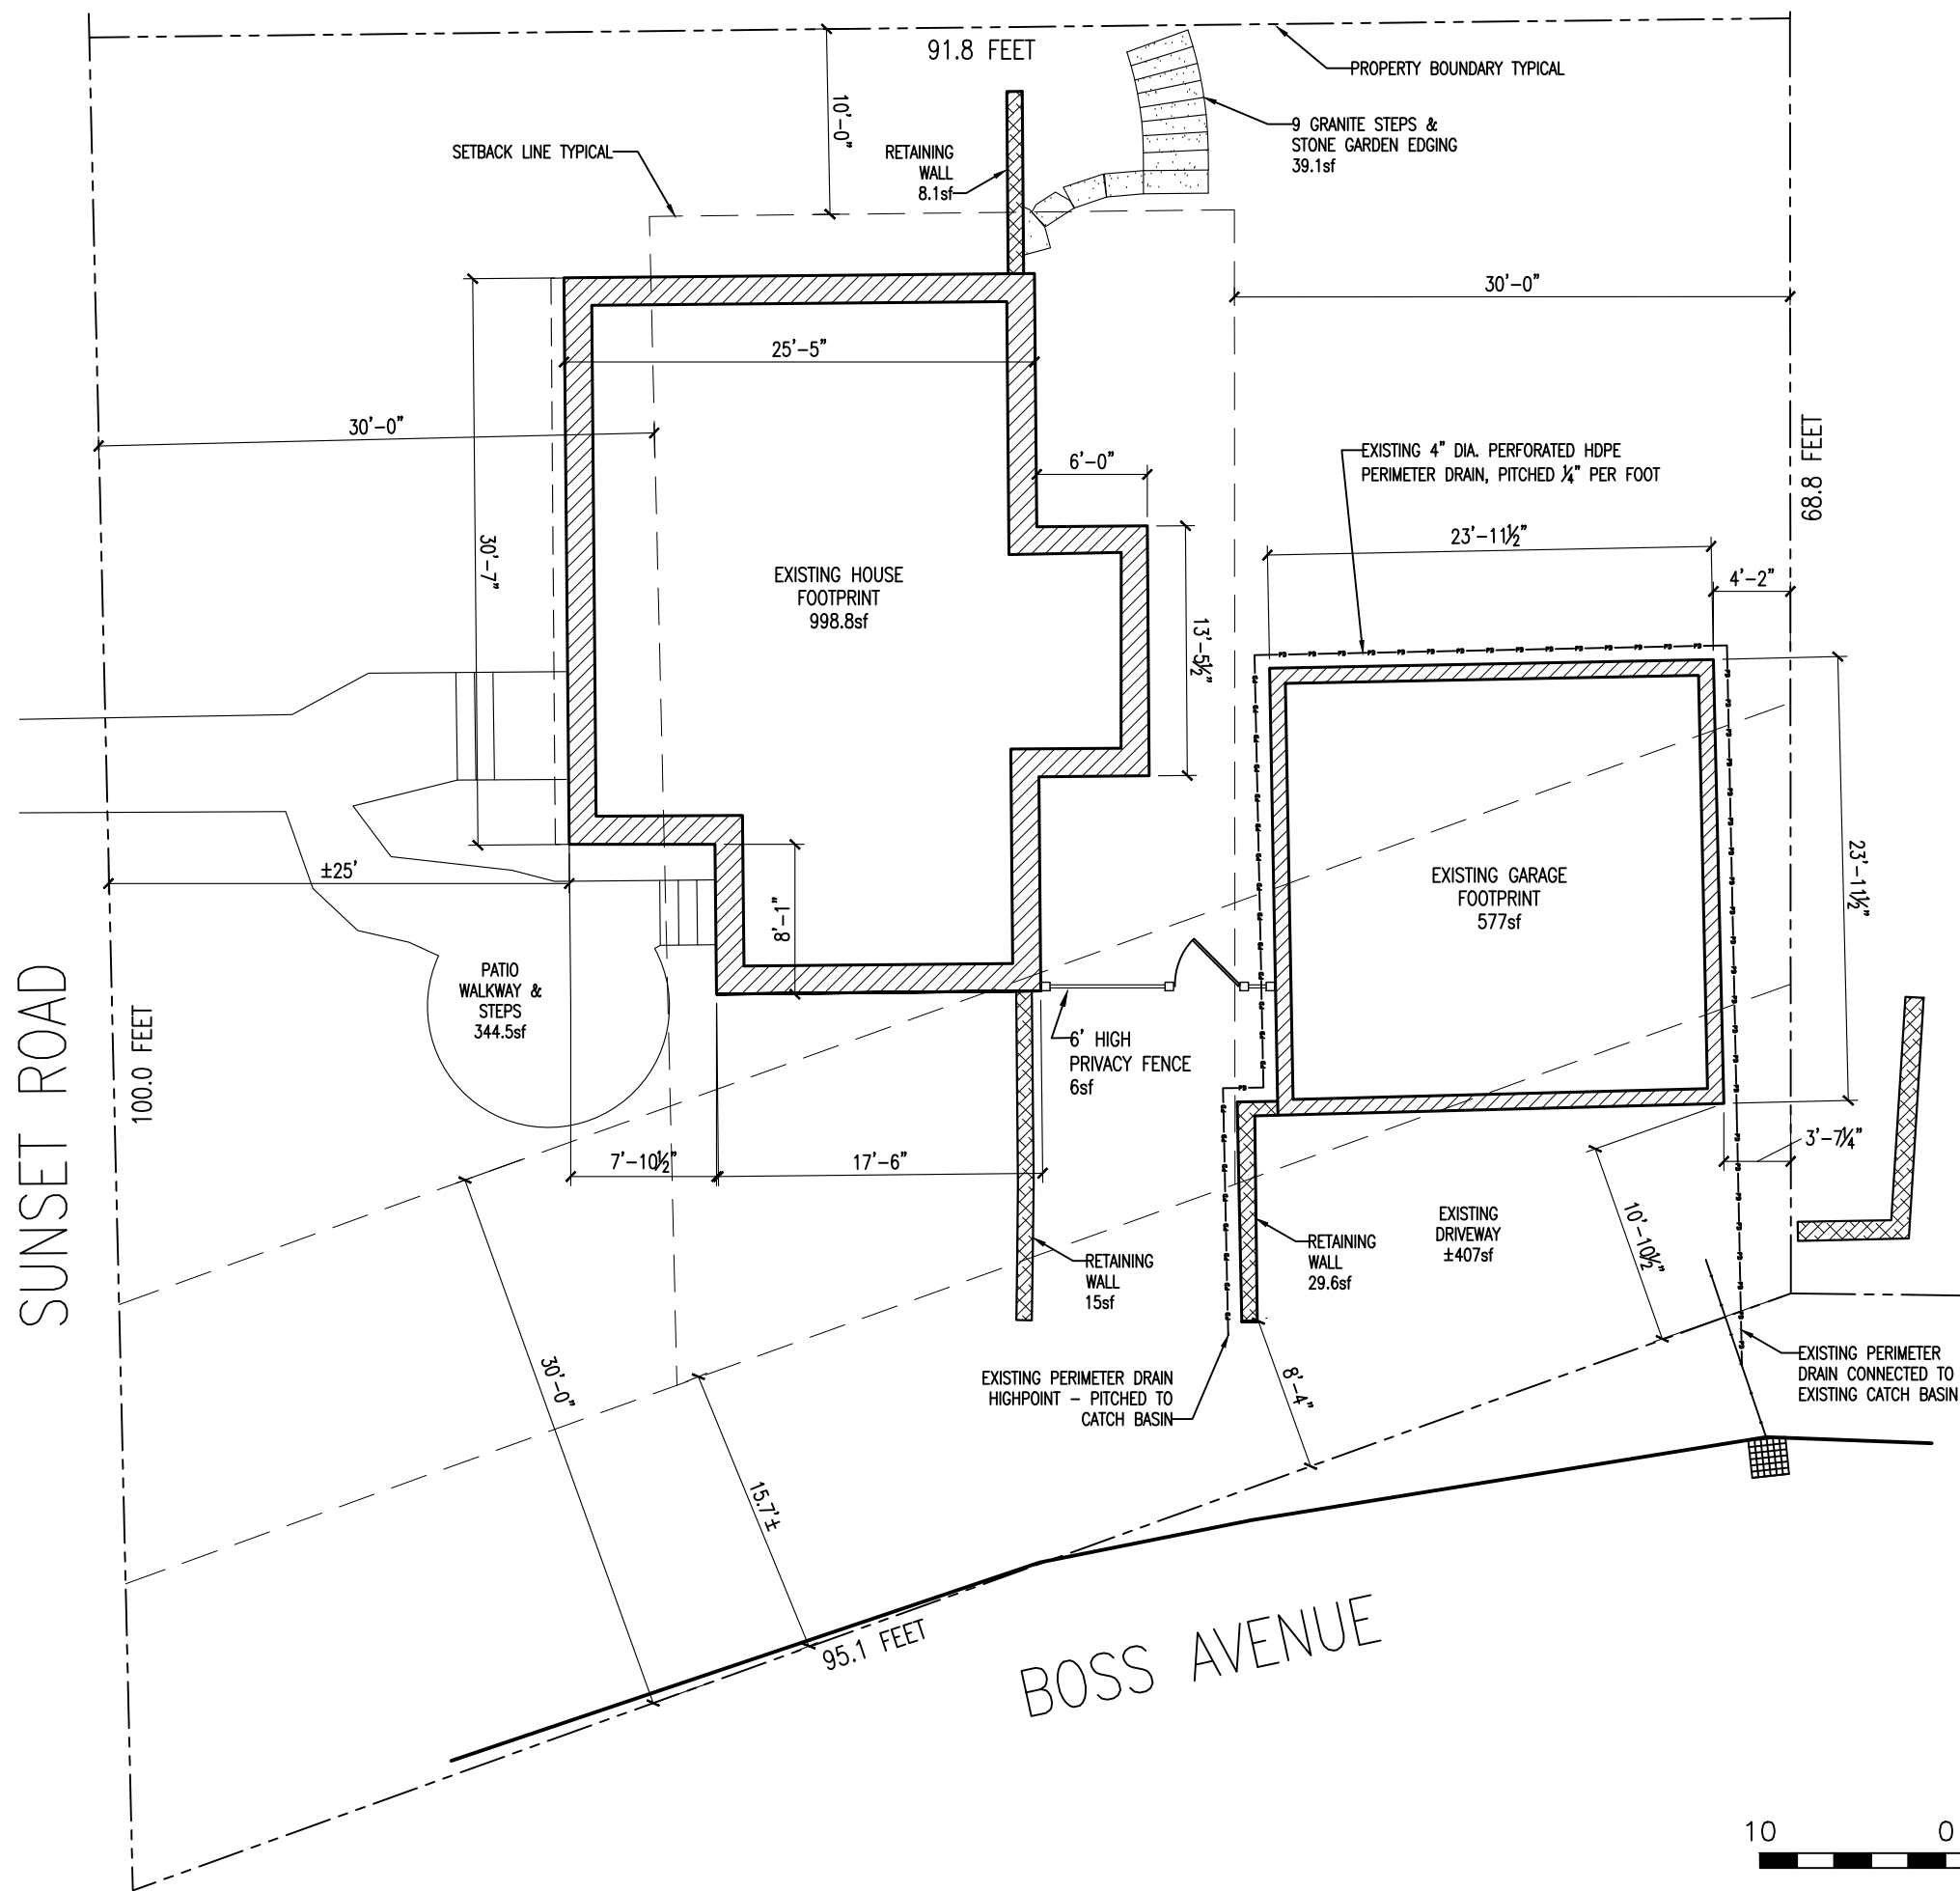 91.8 FEET
PROPERTY BOUNDARY TYPICAL
10'-0"
9 GRANITE STEPS &
STONE GARDEN EDGING
39.1sf
SETBACK LINE TYPICAL
RETAINING
WALL
8.1sf
30'-0"
25'-5"
30'-0"
6'-0"
EXISTING 4" DIA. PERFORATED HDPE
PERIMETER DRAIN, PITCHED ¼" PER FOOT
68.8 FEET
23'-11½"
4'-2"
30'-7"
EXISTING HOUSE
FOOTPRINT
998.8sf
13'-5½"
±25'
8'-1"
EXISTING GARAGE
FOOTPRINT
577sf
23'-11½"
PATIO
WALKWAY &
STEPS
344.5sf
SUNSET ROAD
100.0 FEET
6' HIGH
PRIVACY FENCE
6sf
7'-10½"
17'-6"
3'-7¼"
EXISTING
DRIVEWAY
±407sf
10'-10½"
RETAINING
WALL
15sf
RETAINING
WALL
29.6sf
30'-0"
EXISTING PERIMETER DRAIN
HIGHPOINT - PITCHED TO
CATCH BASIN
8'-4"
EXISTING PERIMETER
DRAIN CONNECTED TO
EXISTING CATCH BASIN
15.7'±
95.1 FEET
BOSS AVENUE
10 0